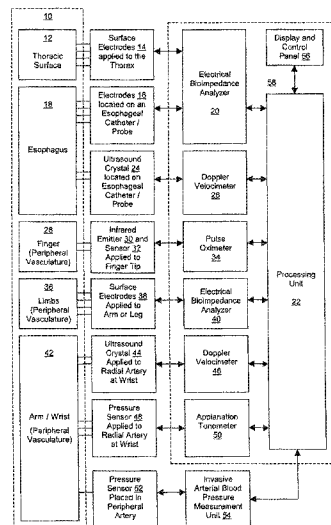 10
12
Thoracic
Surface
Surface
Electrodes 14
applied to the
Thorax
18
Esophagus
Electrodes 16
located on an
Esophageal
Catheter /
Probe
Electrical
Bioimpedance
Analyzer
20
Display and
Control
Panel 56
58
Ultrasound
Crystal 24
located on
Esophageal
Catheter /
Probe
Doppler
Velocimeter
26
28
Finger
(Peripheral
Vasculature)
Infrared
Emitter 30 and
Sensor 32
Applied to
Finger Tip
Pulse
Oximeter
34
Processing
Unit
22
36
Limbs
(Peripheral
Vasculature)
Surface
Electrodes 38
Applied to
Arm or Leg
Electrical
Bioimpedance
Analyzer
40
42
Arm / Wrist
(Peripheral
Vasculature)
Ultrasound
Crystal 44
Applied to
Radial Artery
at Wrist
Doppler
Velocimeter
46
Pressure
Sensor 48
Applied to
Radial Artery
at Wrist
Applanation
Tonometer
50
Pressure
Sensor 52
Placed in
Peripheral
Artery
Invasive
Arterial Blood
Pressure
Measurement
Unit 54